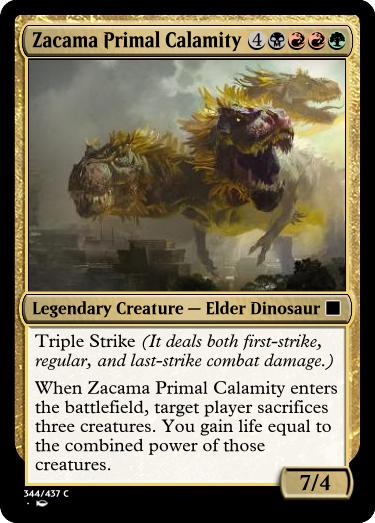 Zacama Primal Calamity 4
Legendary Creature — Elder Dinosaur
Triple Strike (It deals both first-strike,
regular, and last-strike combat damage.)
When Zacama Primal Calamity enters
the battlefield, target player sacrifices
three creatures. You gain life equal to
the combined power of those
creatures.
7/4
344/437 C